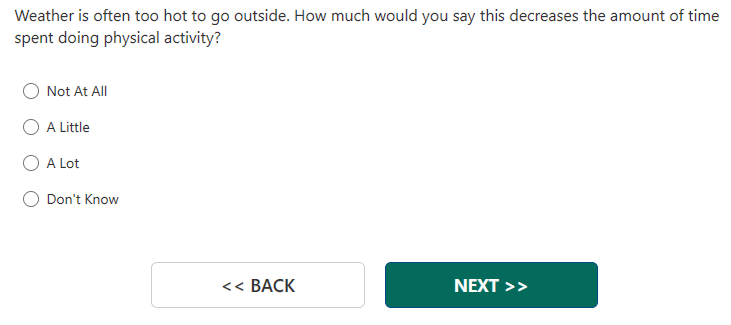 Weather is often too hot to go outside. How much would you say this decreases the amount of time
spent doing physical activity?
Not At All
A Little
A Lot
Don't Know
<< BACK
NEXT >>